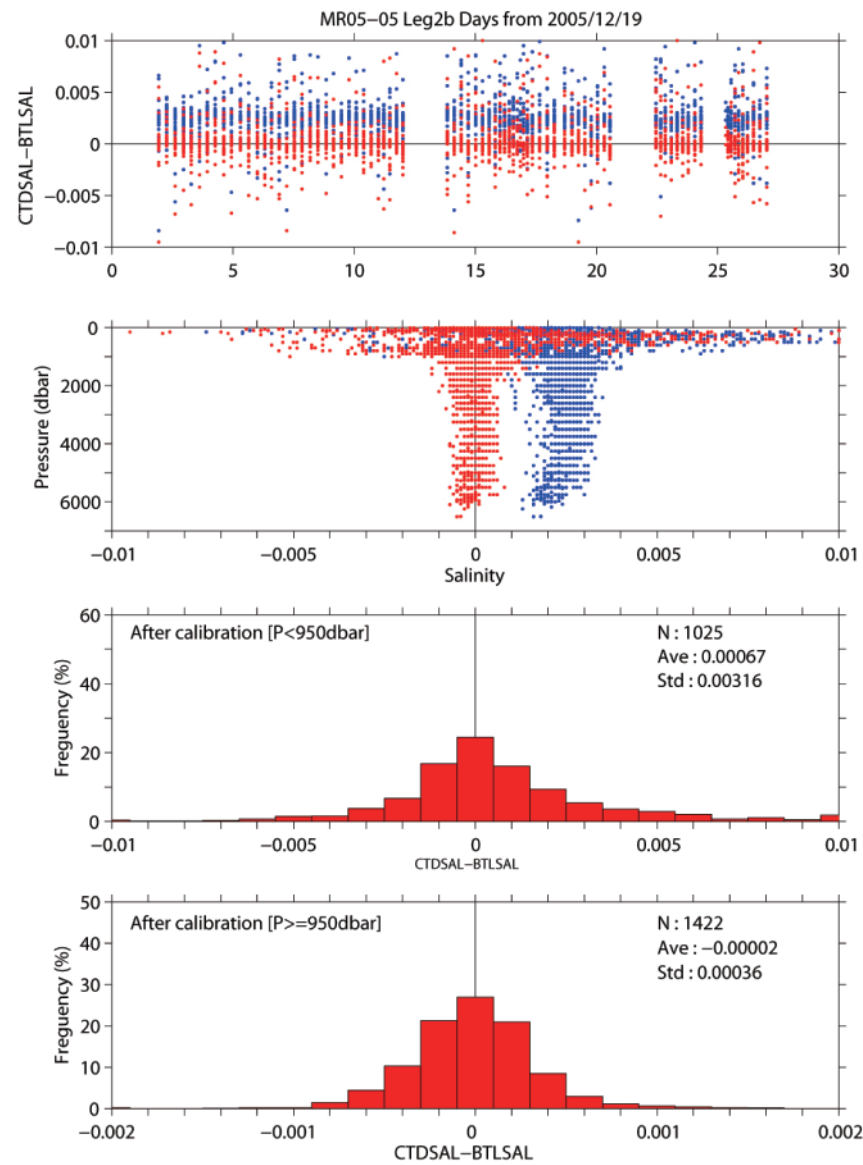 MR05−05 Leg2b Days from 2005/12/19
0.01
0.005
0
−0.005
−0.01
CTDSAL−BTLSAL
0 5 10 15 20 25 30
0
2000
4000
6000
Pressure (dbar)
−0.01 −0.005 0 0.005 0.01
Salinity
60
40
20
0
Freguency (%)
After calibration [P<950dbar]
N : 1025
Ave : 0.00067
Std : 0.00316
−0.01 −0.005 0 0.005 0.01
CTDSAL−BTLSAL
50
40
30
20
10
0
Freguency (%)
After calibration [P>=950dbar]
N : 1422
Ave : −0.00002
Std : 0.00036
−0.002 −0.001 0 0.001 0.002
CTDSAL−BTLSAL